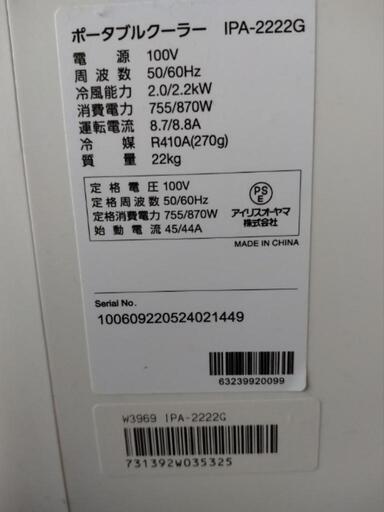 ポータブルクーラー IPA-2222G
電源 100V
周波数 50/60Hz
冷風能力 2.0/2.2kW
消費電力 755/870W
運転電流 8.7/8.8A
冷媒 R410A(270g)
質量 22kg
定格電圧 100V
定格周波数 50/60Hz
定格消費電力 755/870W
始動電流 45/44A
PS
E
アイリスオーヤマ
株式会社
MADE IN CHINA
Serial No.
100609220524021449
63239920099
W3969 IPA-2222G
731392W035325